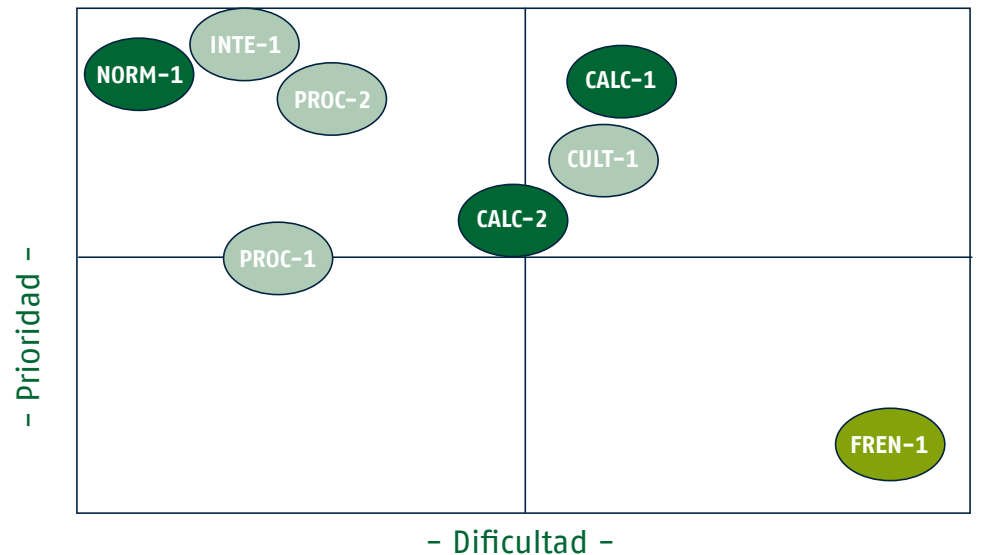 INTE–1
NORM–1
CALC–1
PROC–2
CULT–1
CALC–2
PROC–1
– Prioridad –
FREN–1
– Dificultad –